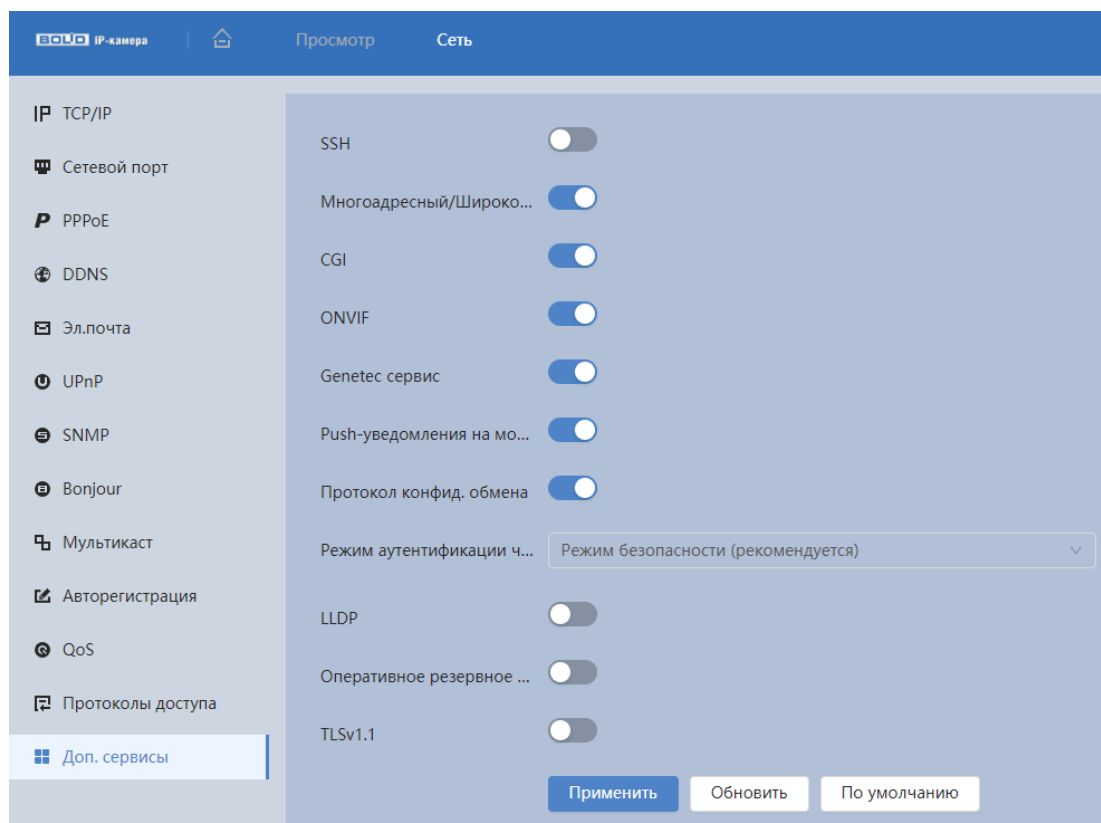 BOLID IP-камера
Просмотр
Сеть
TCP/IP
Сетевой порт
PPPoE
DDNS
Эл.почта
UPnP
SNMP
Bonjour
Мультикаст
Авторегистрация
QoS
Протоколы доступа
Доп. сервисы
SSH
Многоадресный/Широко...
CGI
ONVIF
Genetec сервис
Push-уведомления на мо...
Протокол конфид. обмена
Режим аутентификации ч... Режим безопасности (рекомендуется)
LLDP
Оперативное резервное ...
TLSv1.1
Применить Обновить По умолчанию